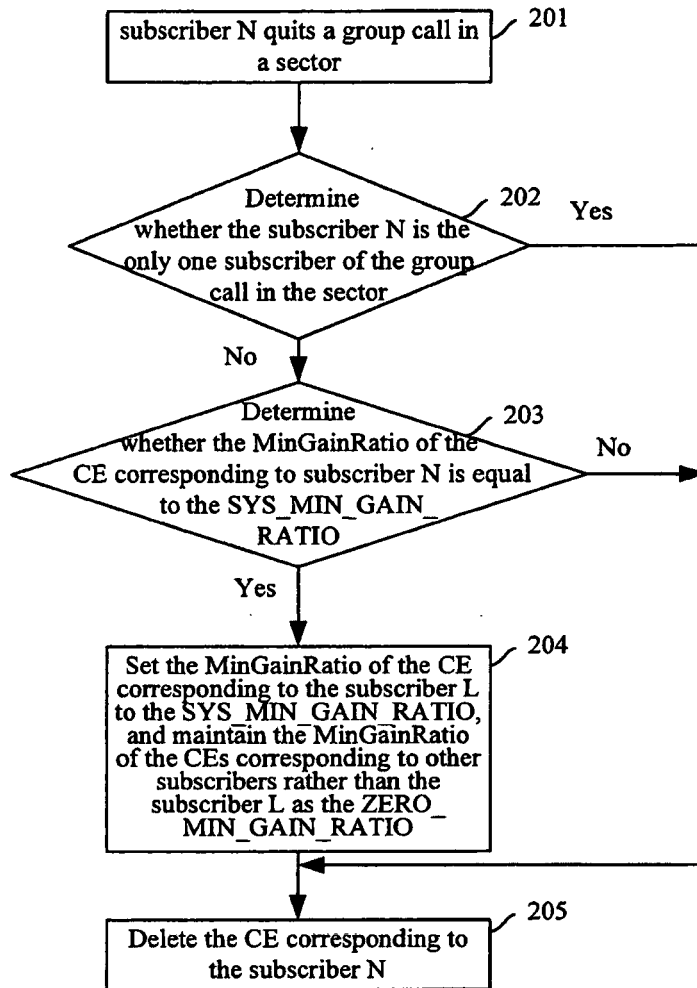 subscriber N quits a group call in
a sector
201
Determine
whether the subscriber N is the
only one subscriber of the group
call in the sector
202
Yes
No
Determine
whether the MinGainRatio of the
CE corresponding to subscriber N is equal
to the SYS_MIN_GAIN_
RATIO
203
No
Yes
Set the MinGainRatio of the CE
corresponding to the subscriber L
to the SYS_MIN_GAIN_RATIO,
and maintain the MinGainRatio
of the CEs corresponding to other
subscribers rather than the
subscriber L as the ZERO_
MIN_GAIN_RATIO
204
Delete the CE corresponding to
the subscriber N
205